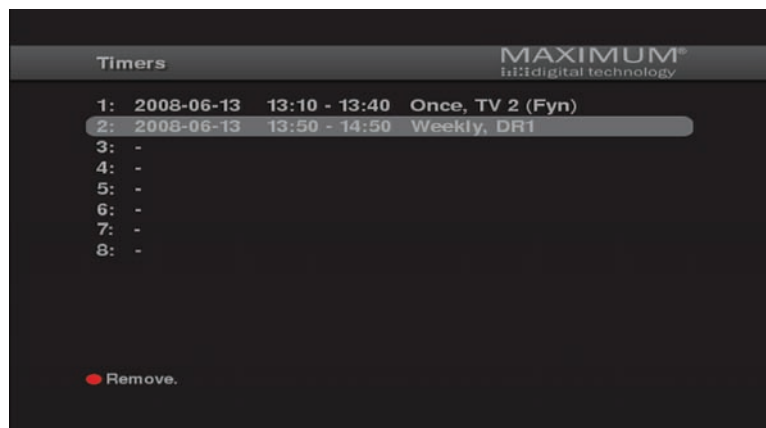 Timers
MAXIMUM®
digital technology
1: 2008-06-13 13:10 - 13:40 Once, TV 2 (Fyn)
2: 2008-06-13 13:50 - 14:50 Weekly, DR1
3: -
4: -
5: -
6: -
7: -
8: -
Remove.